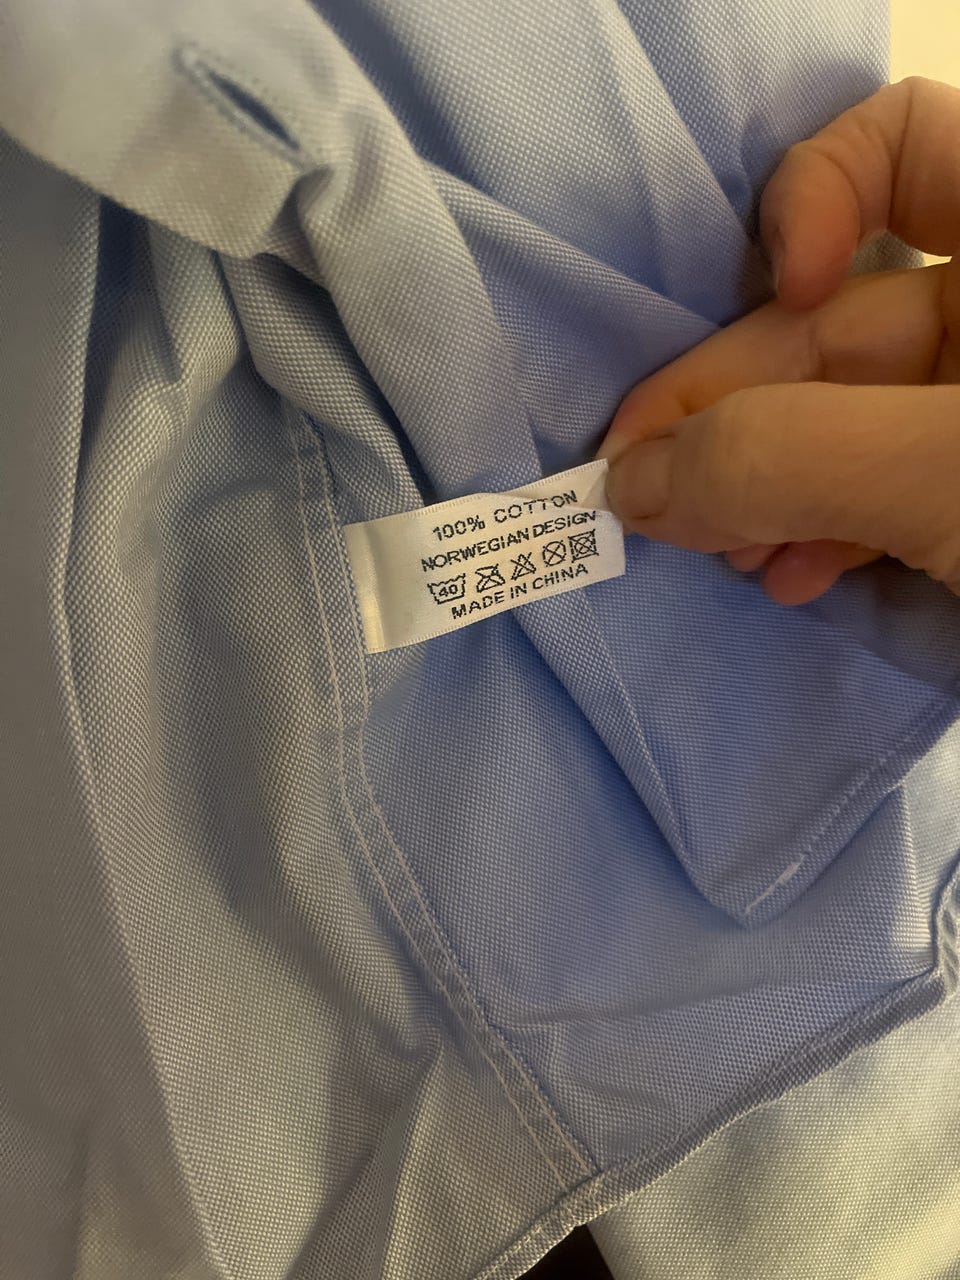 100% COTTON
NORWEGIAN DESIGN
40
MADE IN CHINA